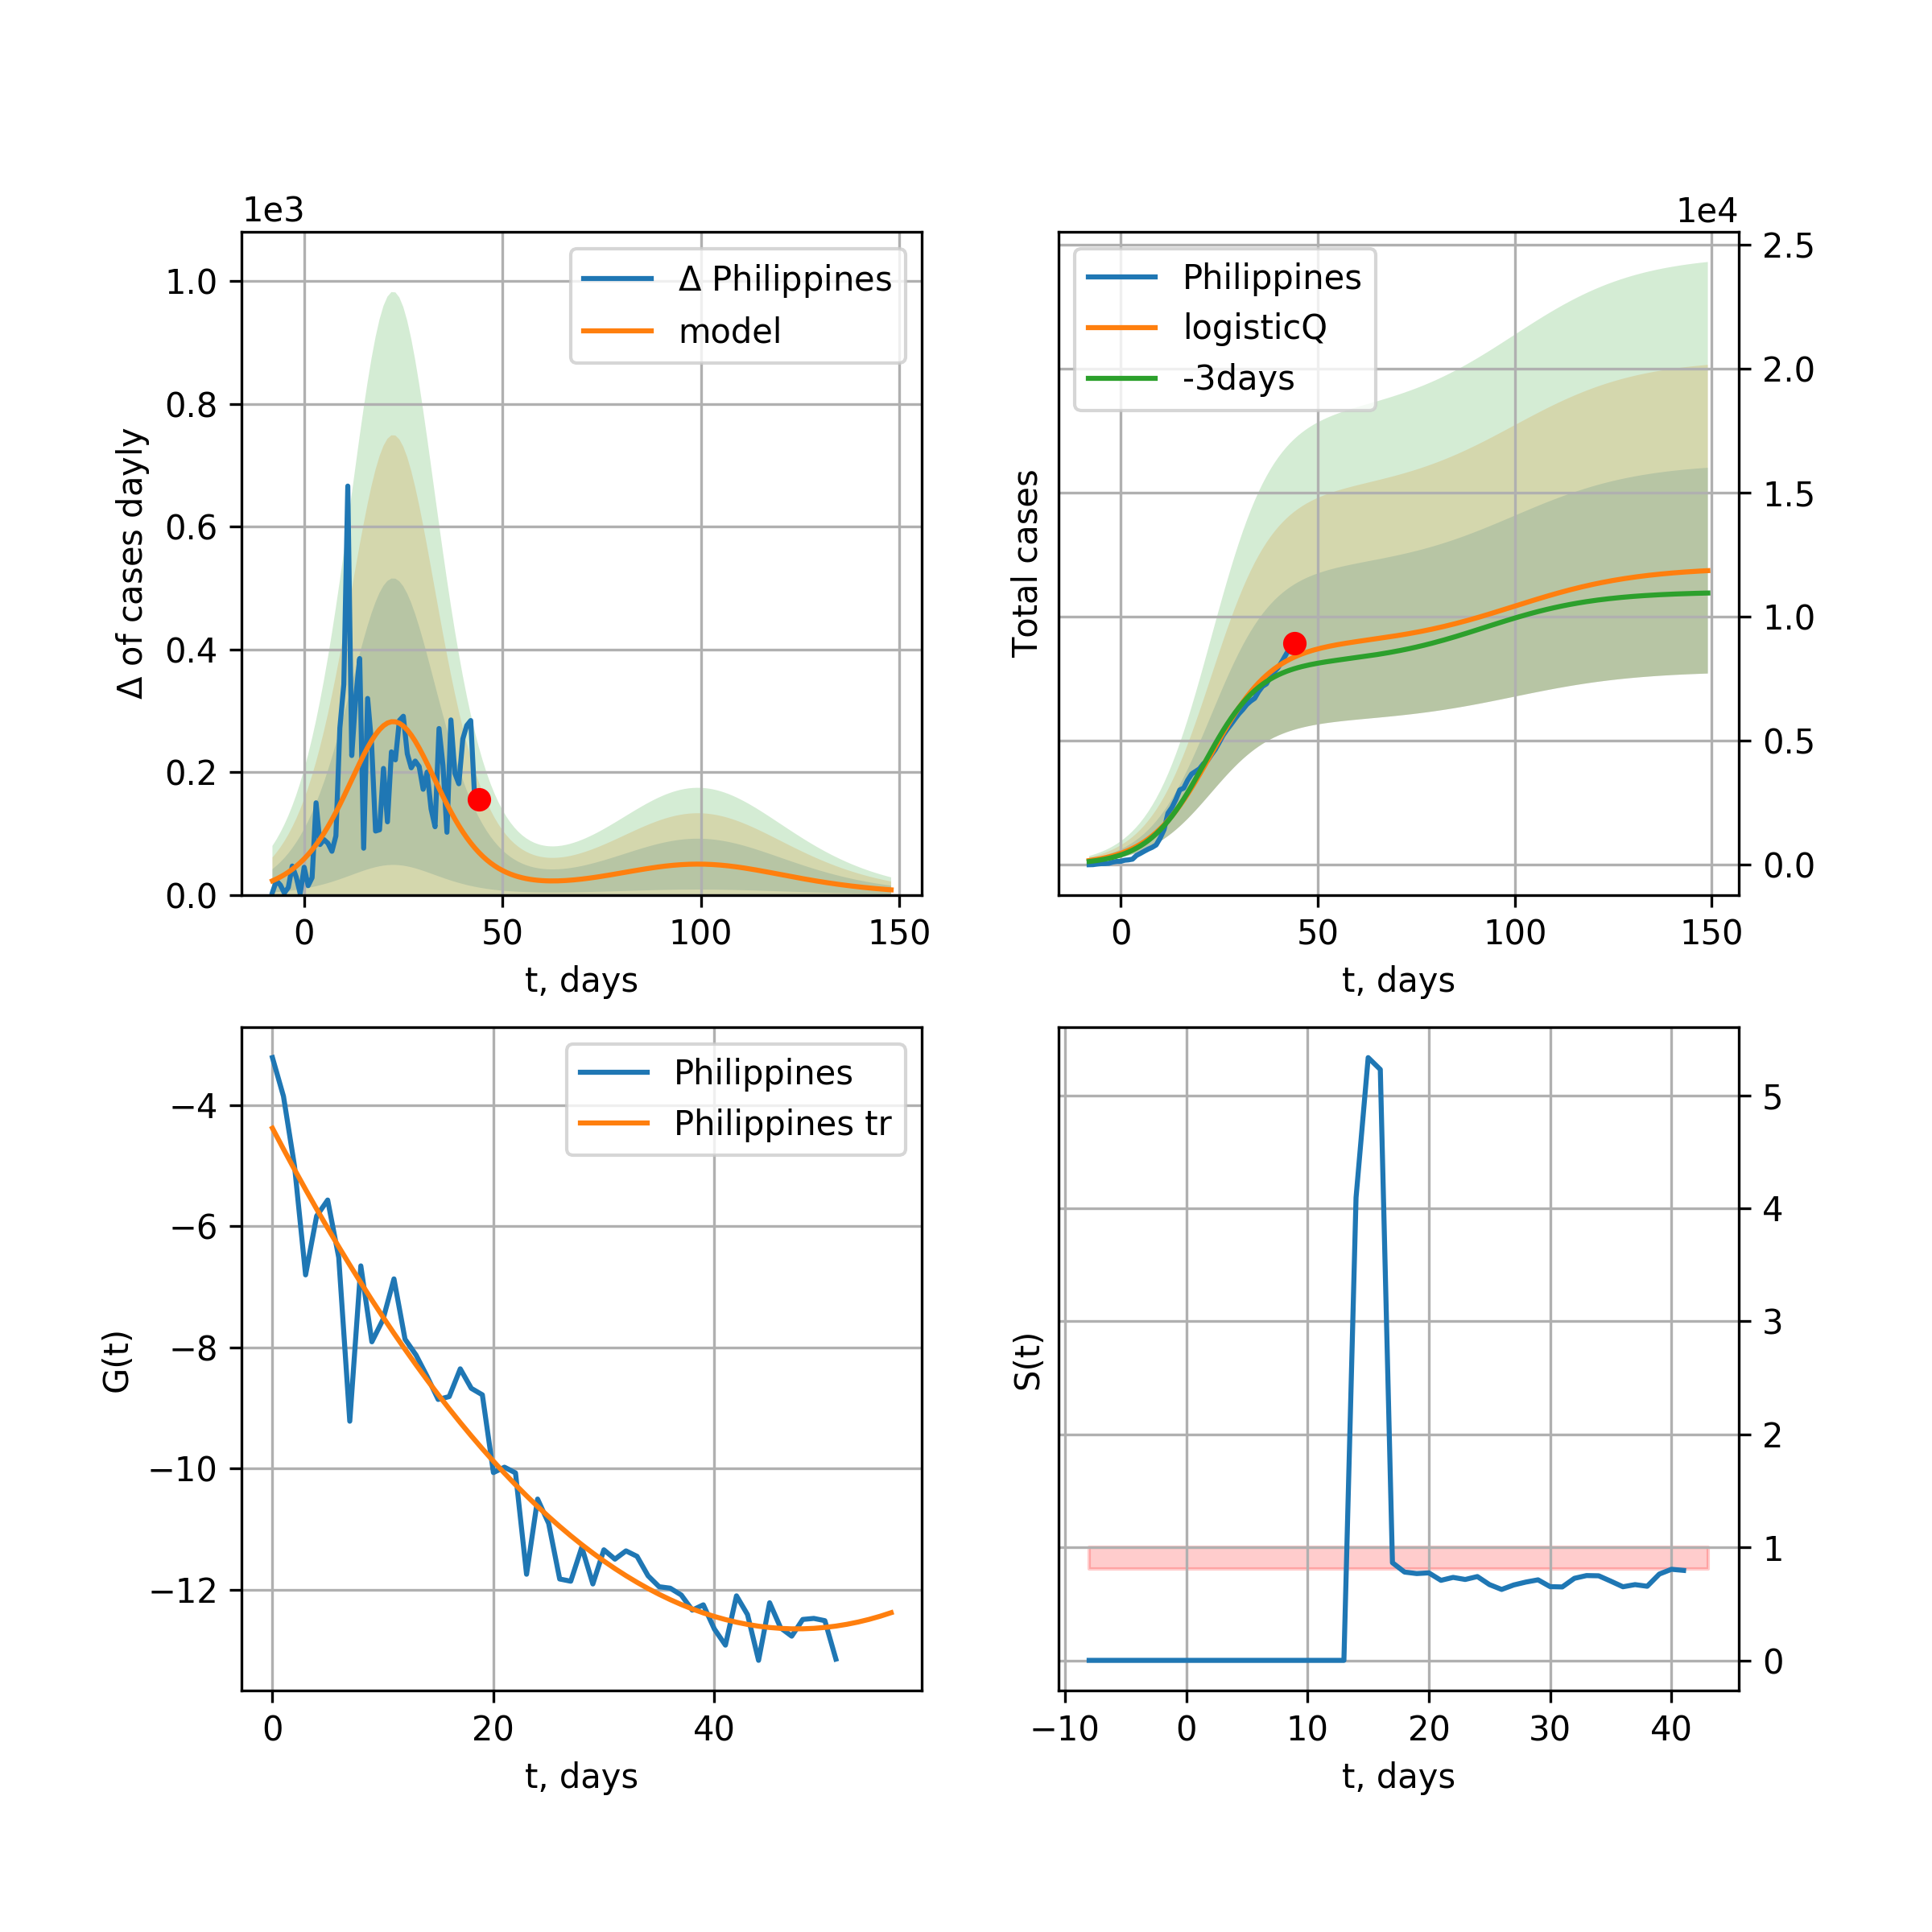 1e3
Δ of cases dayly
1.0
0.8
0.6
0.4
0.2
0.0
0 50 100 150
t, days
Δ Philippines
model
1e4
Total cases
2.5
2.0
1.5
1.0
0.5
0.0
0 50 100 150
t, days
Philippines
logisticQ
-3days
G(t)
−4
−6
−8
−10
−12
0 20 40
t, days
Philippines
Philippines tr
S(t)
5
4
3
2
1
0
−10 0 10 20 30 40
t, days